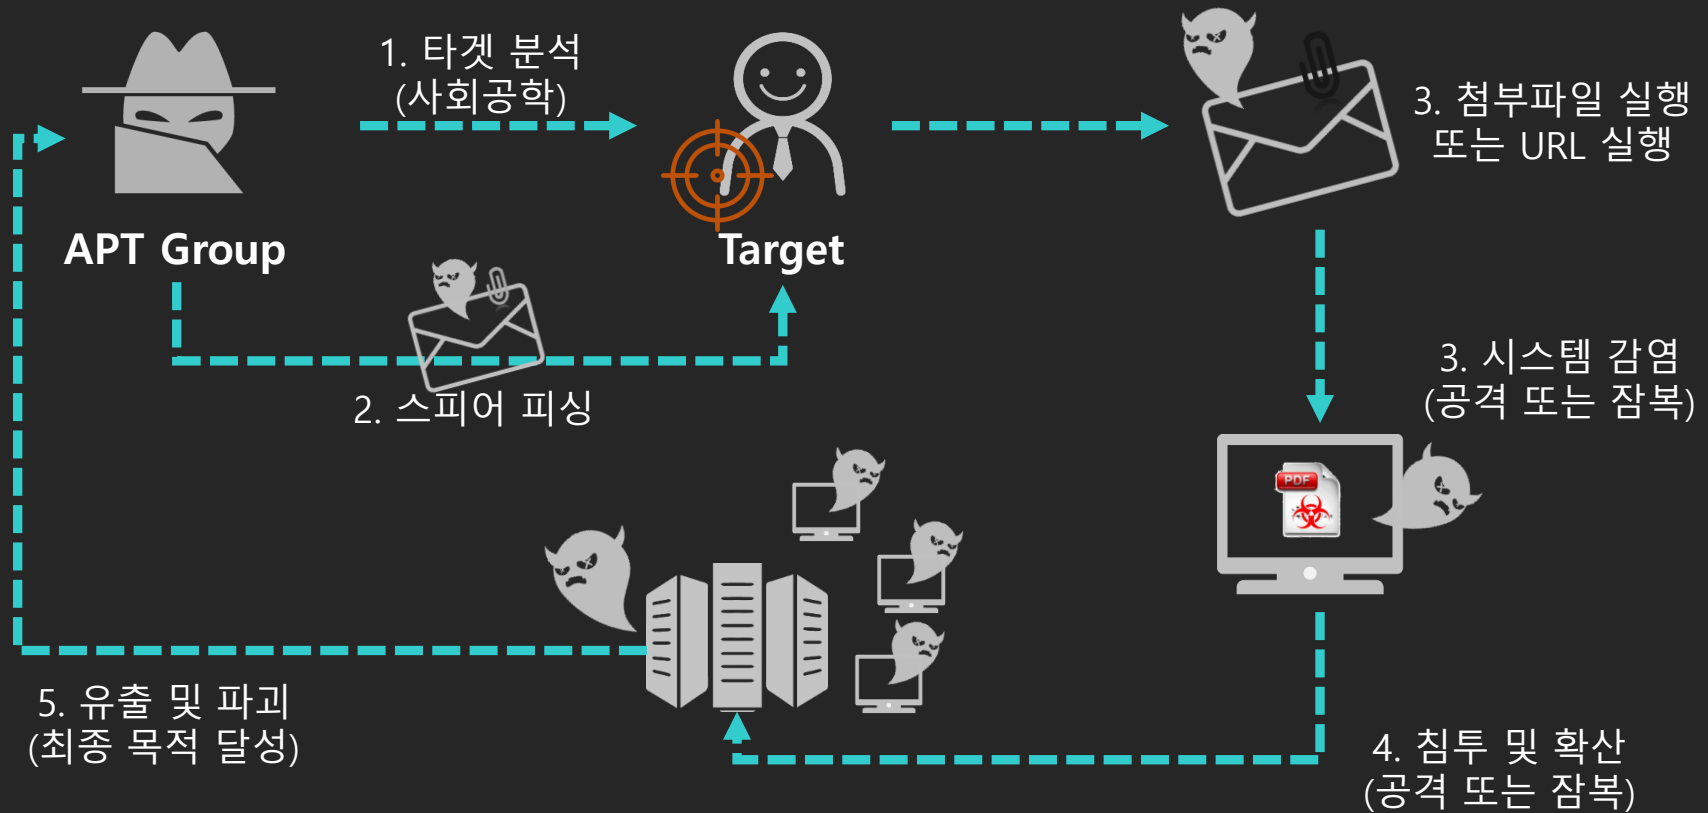 1. 타겟 분석
(사회공학)
3. 첨부파일 실행
또는 URL 실행
APT Group
Target
2. 스피어 피싱
3. 시스템 감염
(공격 또는 잠복)
PDF
5. 유출 및 파괴
(최종 목적 달성)
4. 침투 및 확산
(공격 또는 잠복)